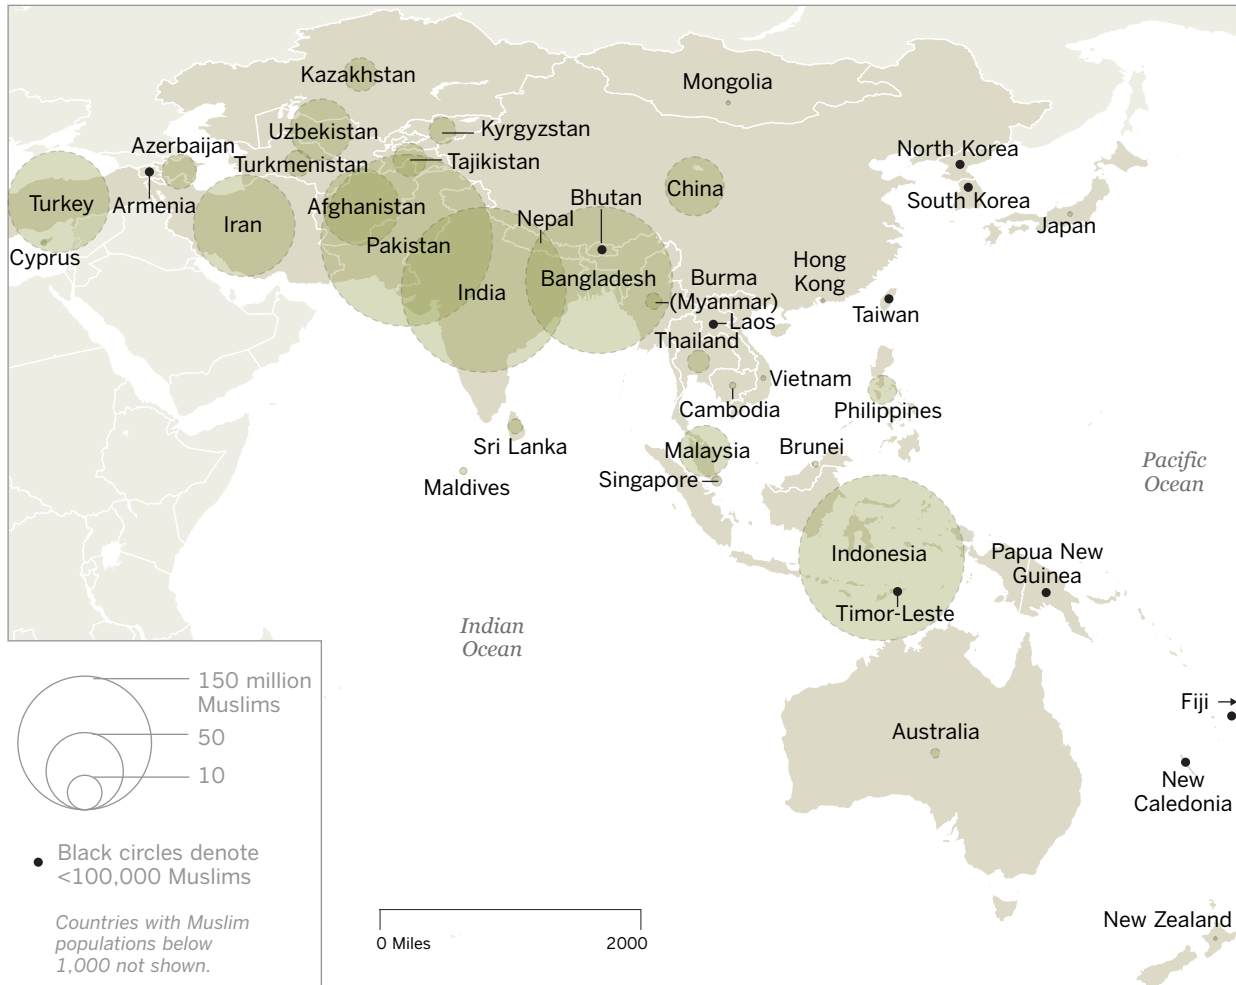 Kazakhstan
Mongolia
Uzbekistan
Kyrgyzstan
Azerbaijan
Turkmenistan
Tajikistan
North Korea
China
South Korea
Turkey
Armenia
Afghanistan
Bhutan
Nepal
Japan
Iran
Pakistan
Cyprus
Hong
Kong
Bangladesh
Burma
(Myanmar)
India
Taiwan
Laos
Thailand
Vietnam
Cambodia
Philippines
Sri Lanka
Malaysia
Brunei
Maldives
Singapore
Pacific
Ocean
Indonesia
Papua New
Guinea
Timor-Leste
Indian
Ocean
Fiji
Australia
New
Caledonia
New Zealand
150 million
Muslims
50
10
Black circles denote
<100,000 Muslims
Countries with Muslim
populations below
1,000 not shown.
0 Miles
2000